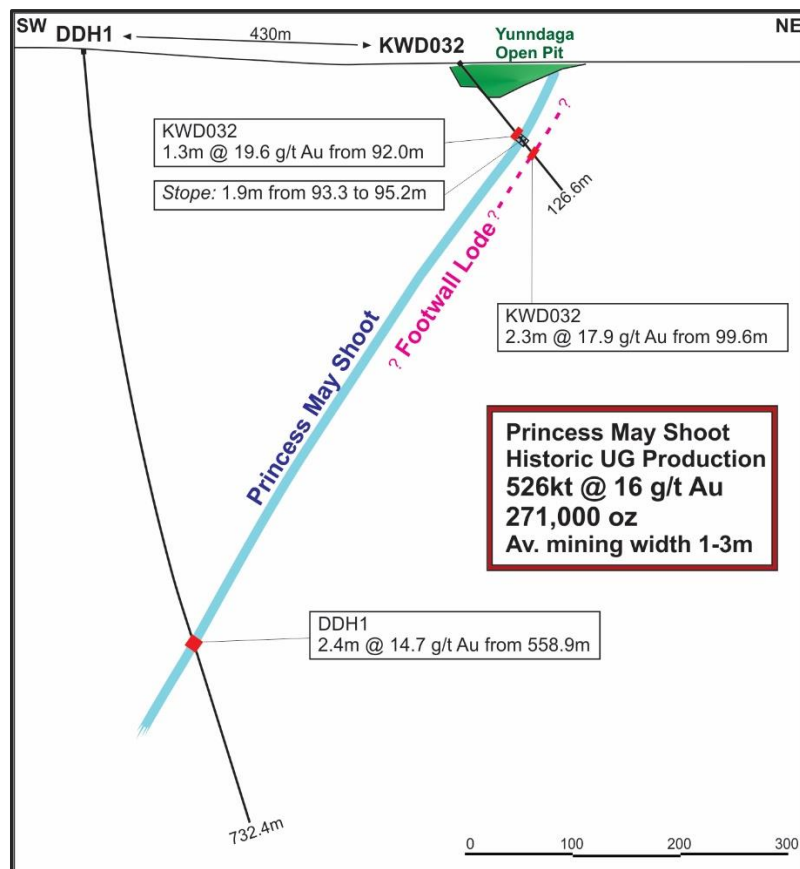 SW
DDH1
430m
KWD032
Yunndaga
Open Pit
NE
?
KWD032
1.3m @ 19.6 g/t Au from 92.0m
Stope: 1.9m from 93.3 to 95.2m
126.6m
? Footwall Lode ?
Princess May Shoot
KWD032
2.3m @ 17.9 g/t Au from 99.6m
Princess May Shoot
Historic UG Production
526kt @ 16 g/t Au
271,000 oz
Av. mining width 1-3m
DDH1
2.4m @ 14.7 g/t Au from 558.9m
732.4m
0 100 200 300